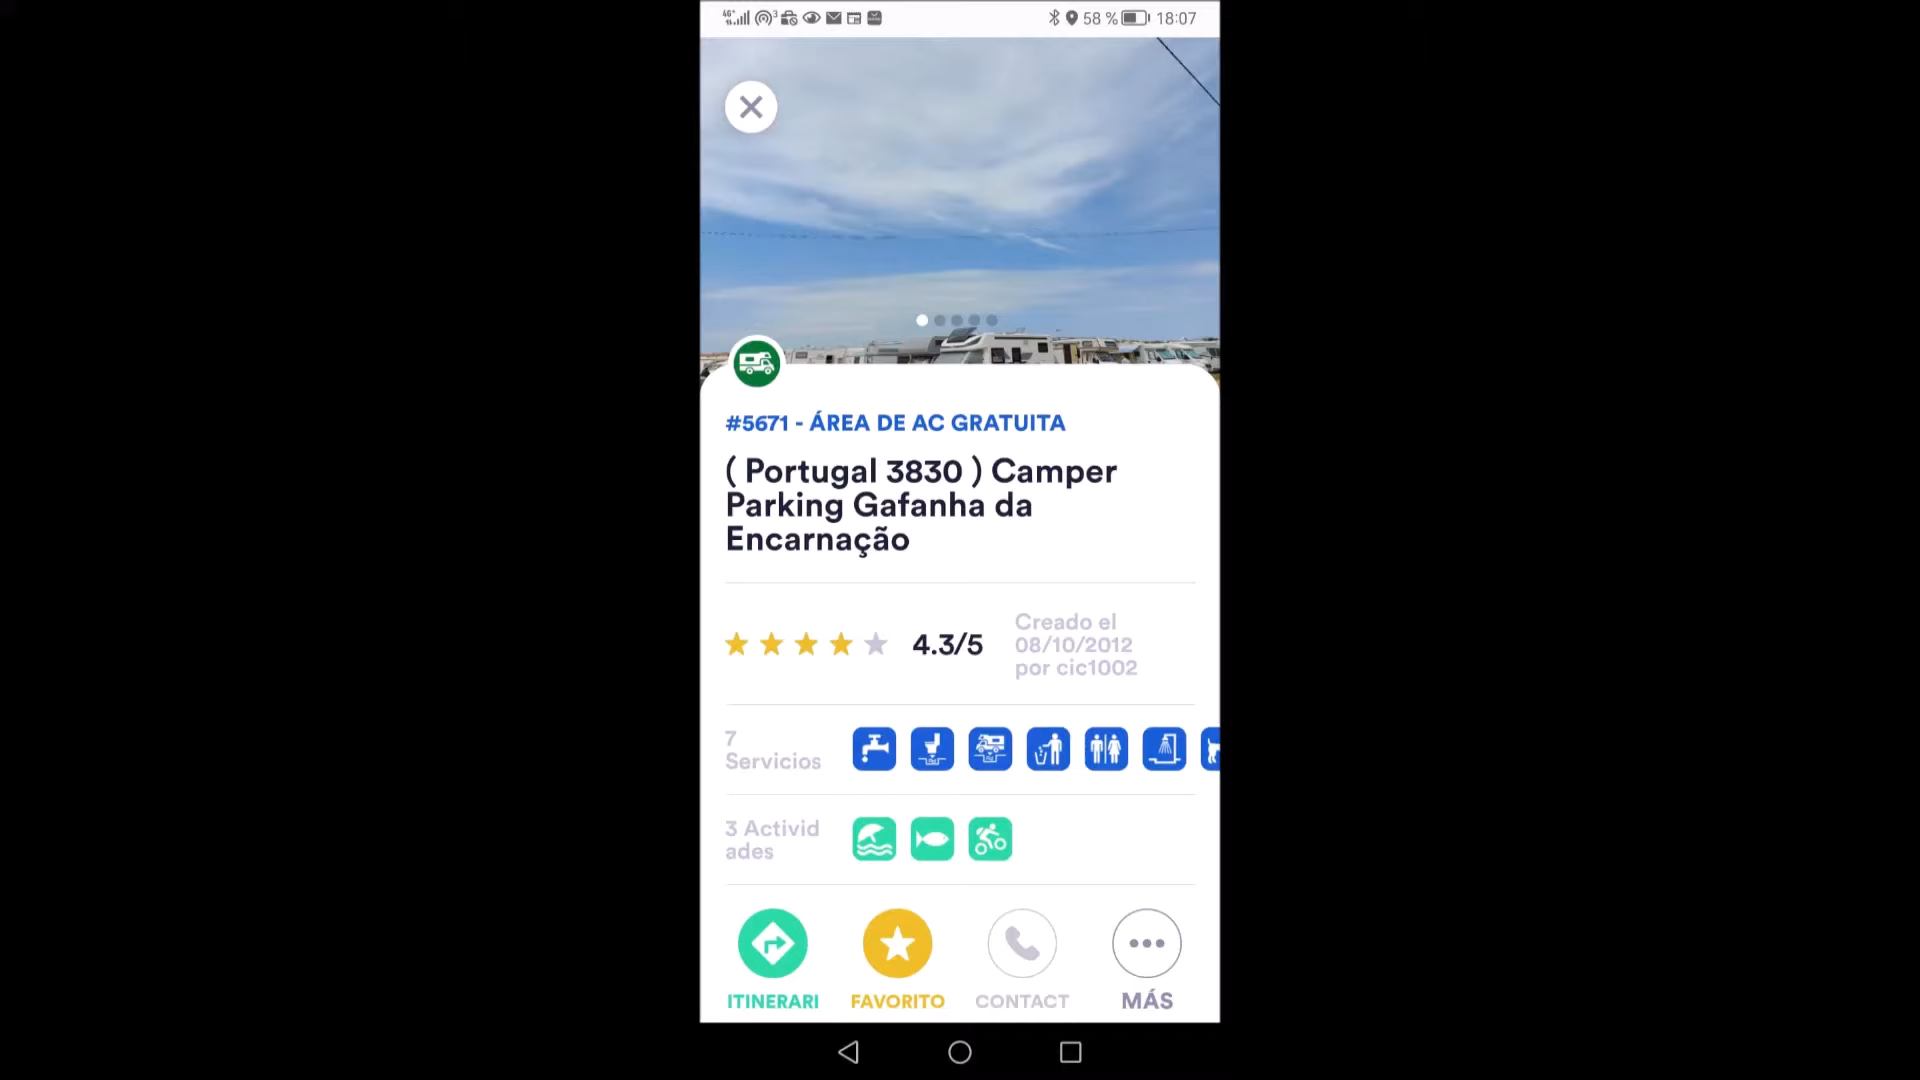 58 % 18:07
#5671 - ÁREA DE AC GRATUITA
( Portugal 3830 ) Camper
Parking Gafanha da
Encarnação
4.3/5
Creado el
08/10/2012
por cic1002
7
Servicios
3 Activid
ades
ITINERARI
FAVORITO
CONTACT
MÁS